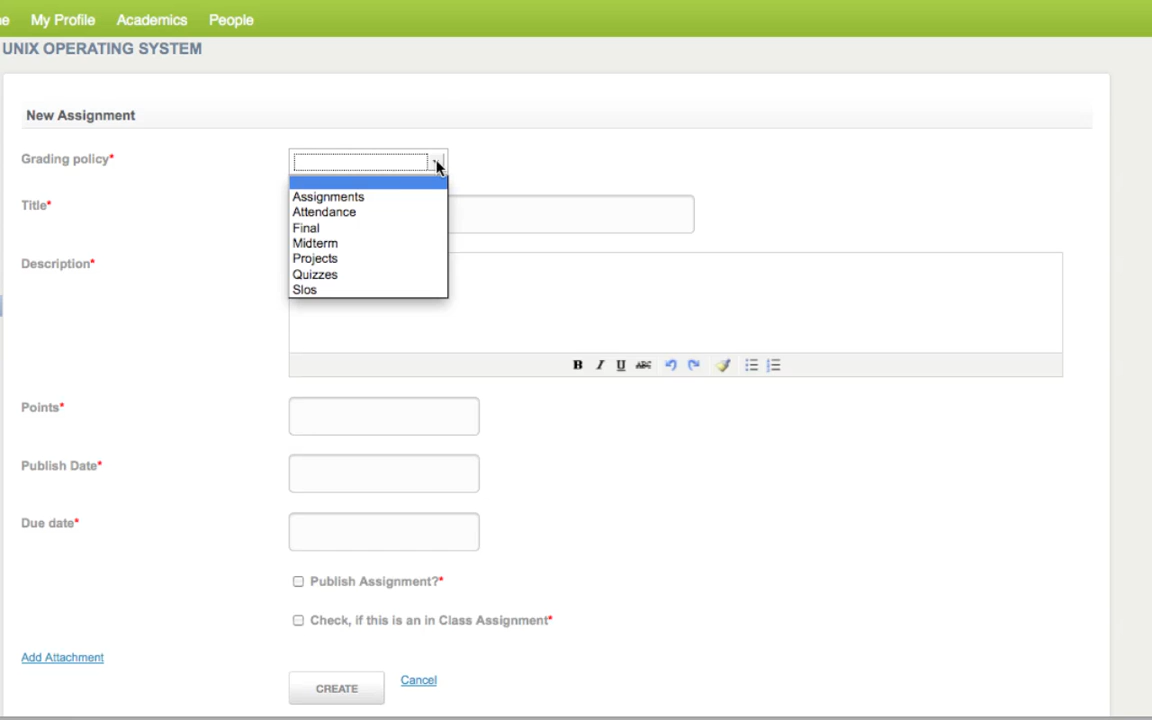 My Profile Academics People
UNIX OPERATING SYSTEM
New Assignment
Grading policy*
Assignments
Attendance
Final
Midterm
Projects
Quizzes
Slos
Title*
Description*
B I U ABC
Points*
Publish Date*
Due date*
Publish Assignment?*
Check, if this is an in Class Assignment*
Add Attachment
CREATE Cancel